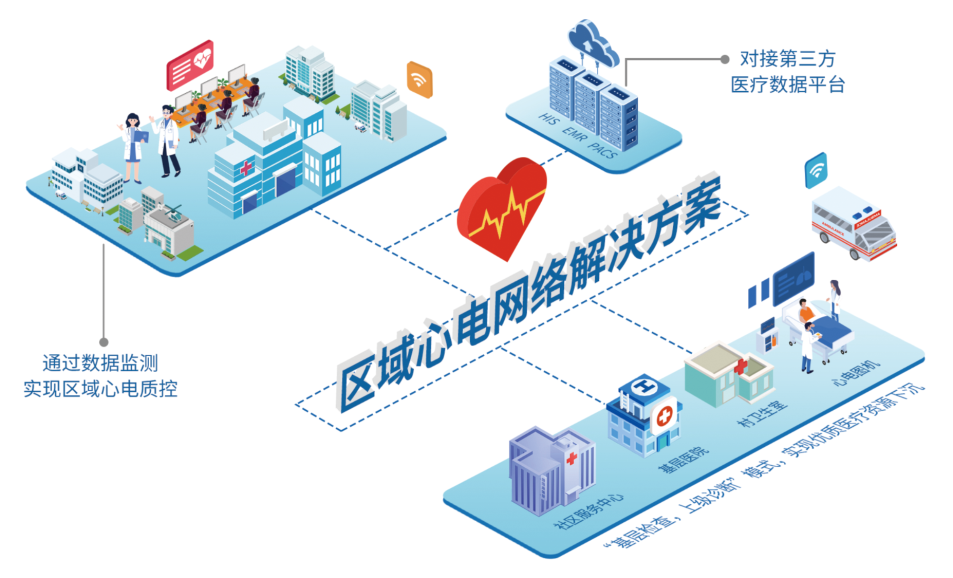 对接第三方
医疗数据平台
HIS EMR PACS
区域心电网络解决方案
通过数据监测
实现区域心电质控
心电图机
村卫生室
基层医院
社区服务中心
“基层检查，上级诊断”模式，实现优质医疗资源下沉